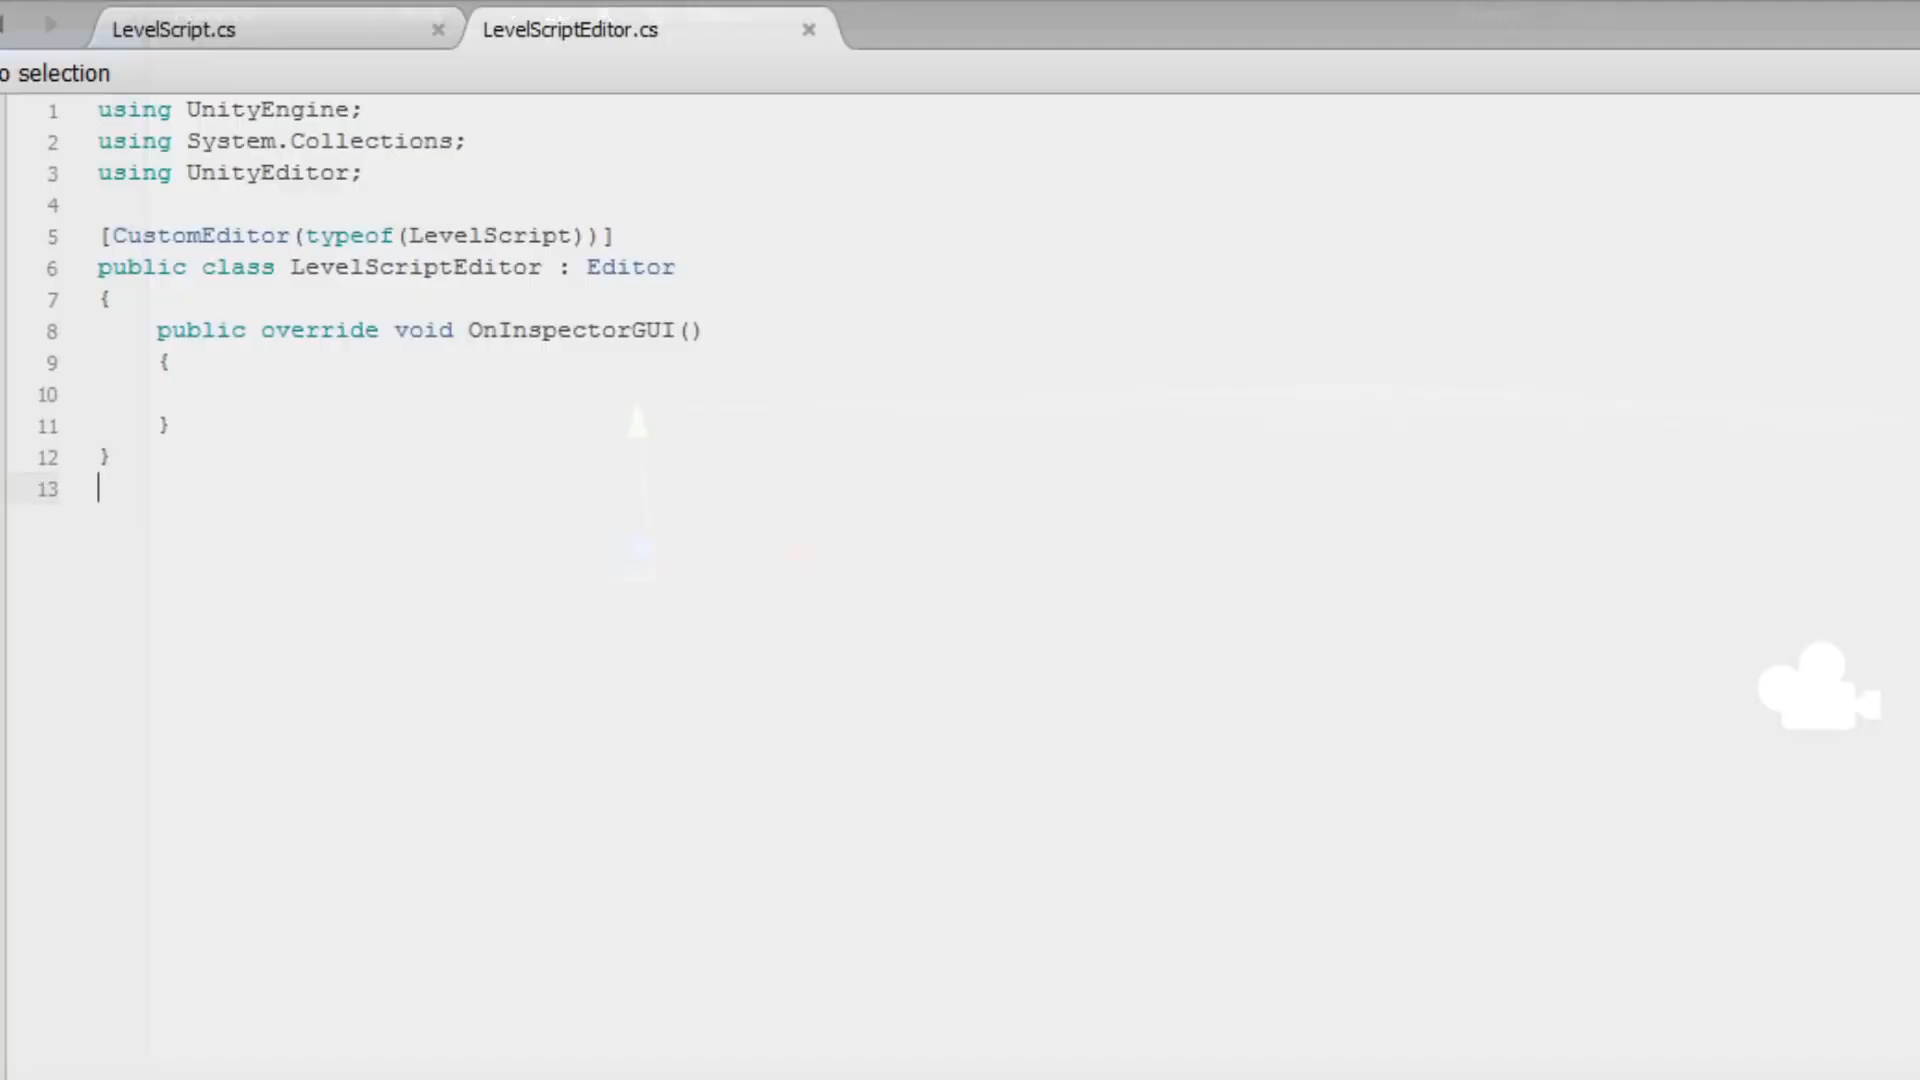 LevelScript.cs
LevelScriptEditor.cs
o selection
1 using UnityEngine;
2 using System.Collections;
3 using UnityEditor;
4
5 [CustomEditor(typeof(LevelScript))]
6 public class LevelScriptEditor : Editor
7 {
8 public override void OnInspectorGUI()
9 {
10
11 }
12 }
13